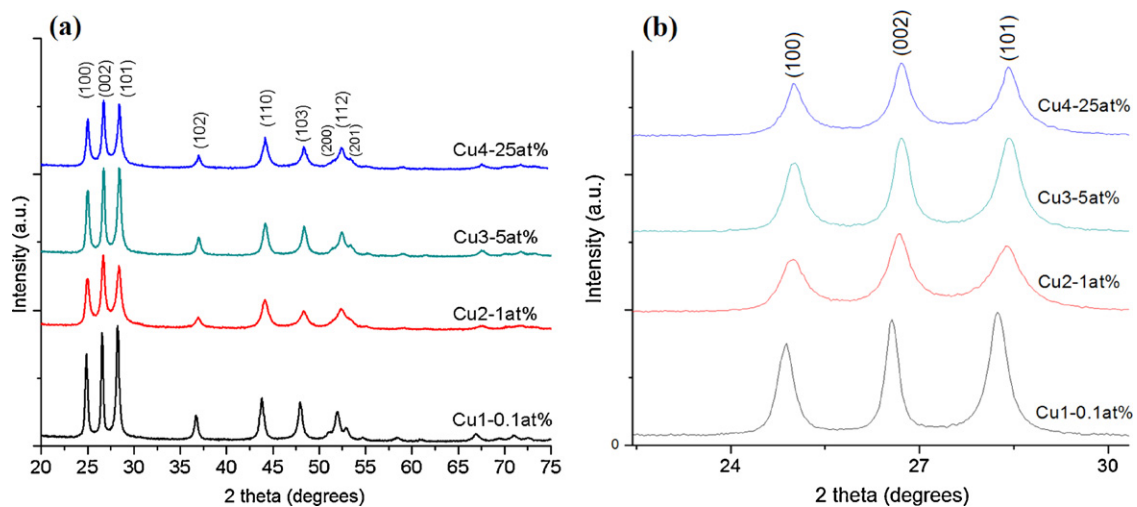 (a)
(100)
(002)
(101)
(102)
(110)
(103)
(200)
(112)
(201)
Cu4-25at%
Cu3-5at%
Cu2-1at%
Cu1-0.1at%
Intensity (a.u.)
20 25 30 35 40 45 50 55 60 65 70 75
2 theta (degrees)
(b)
(100)
(002)
(101)
Cu4-25at%
Cu3-5at%
Cu2-1at%
Cu1-0.1at%
Intensity (a.u.)
0
24 27 30
2 theta (degrees)